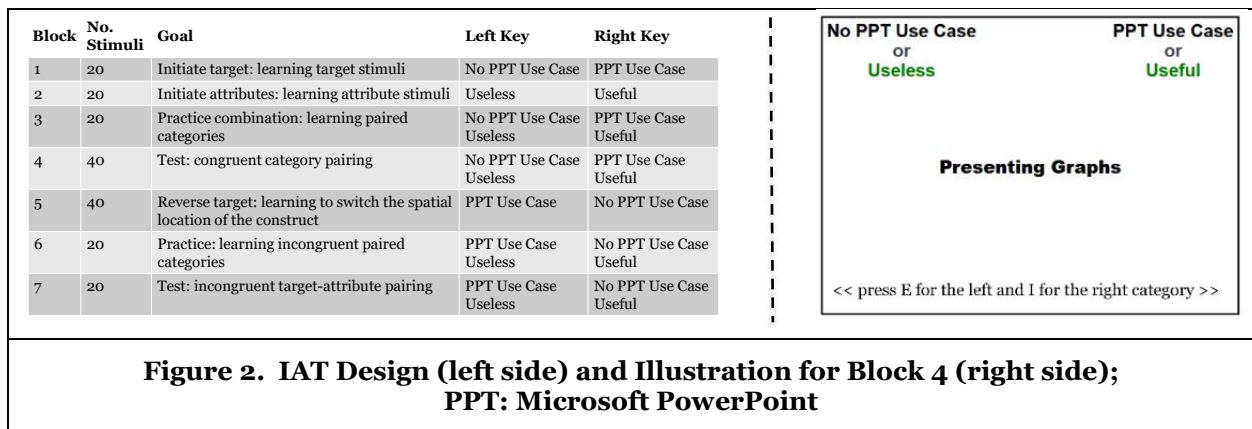 Block No. Stimuli Goal Left Key Right Key
1 20 Initiate target: learning target stimuli No PPT Use Case PPT Use Case
2 20 Initiate attributes: learning attribute stimuli Useless Useful
3 20 Practice combination: learning paired No PPT Use Case PPT Use Case
categories Useless Useful
4 40 Test: congruent category pairing No PPT Use Case PPT Use Case
Useless Useful
5 40 Reverse target: learning to switch the spatial PPT Use Case No PPT Use Case
location of the construct
6 20 Practice: learning incongruent paired PPT Use Case No PPT Use Case
categories Useless Useful
7 20 Test: incongruent target-attribute pairing PPT Use Case No PPT Use Case
Useless Useful
No PPT Use Case PPT Use Case
or or
Useless Useful
Presenting Graphs
<< press E for the left and I for the right category >>
Figure 2. IAT Design (left side) and Illustration for Block 4 (right side);
PPT: Microsoft PowerPoint